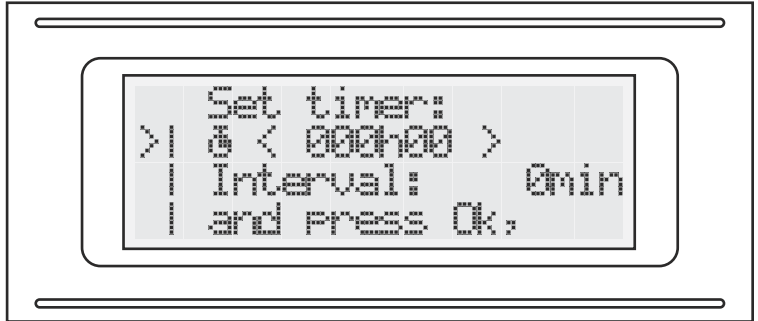 Set timer:
>| ⏱ < 000h00 >
| Interval: 0min
| and press Ok,